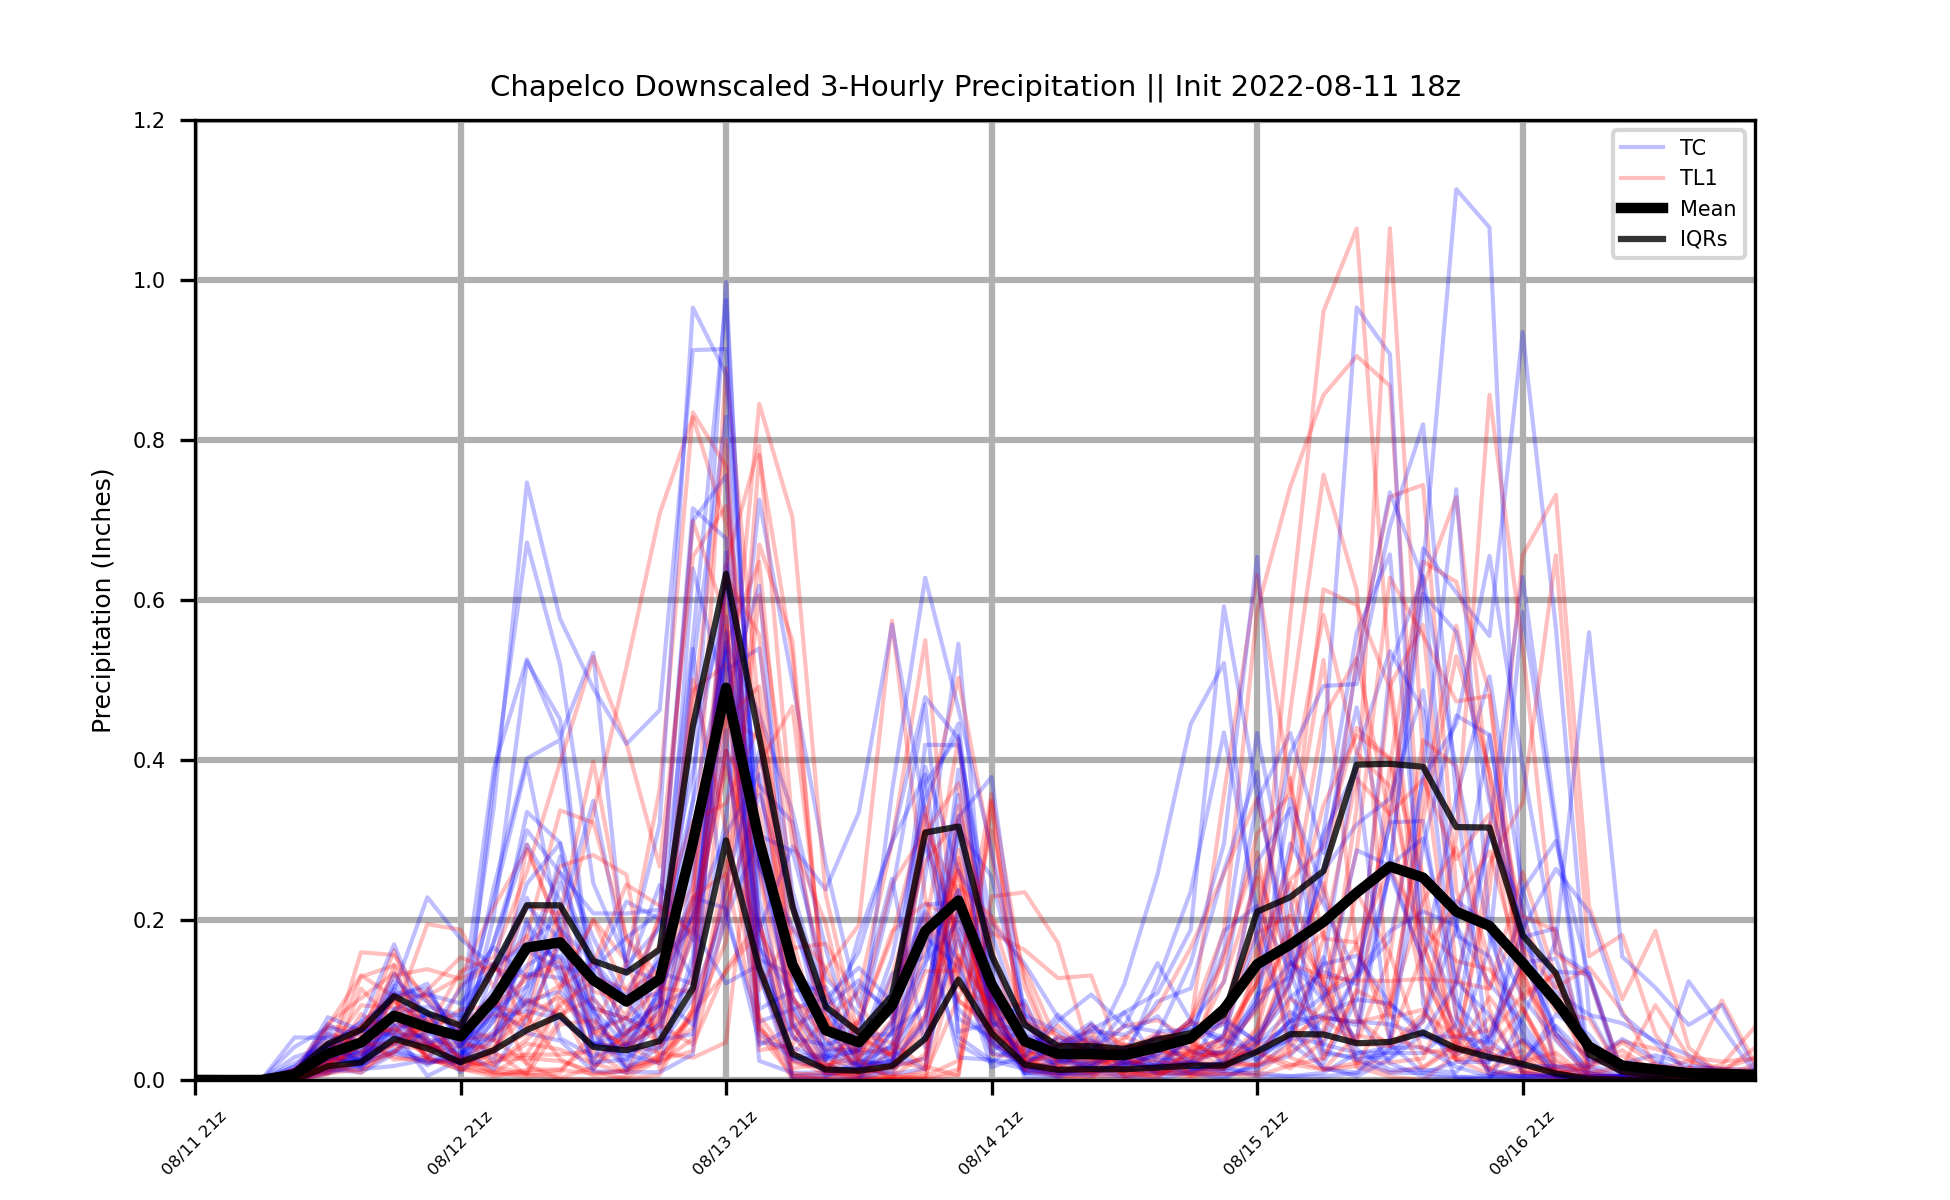 Chapelco Downscaled 3-Hourly Precipitation || Init 2022-08-11 18z
1.2
1.0
0.8
0.6
0.4
0.2
0.0
Precipitation (Inches)
TC
TL1
Mean
IQRs
08/11 21z
08/12 21z
08/13 21z
08/14 21z
08/15 21z
08/16 21z